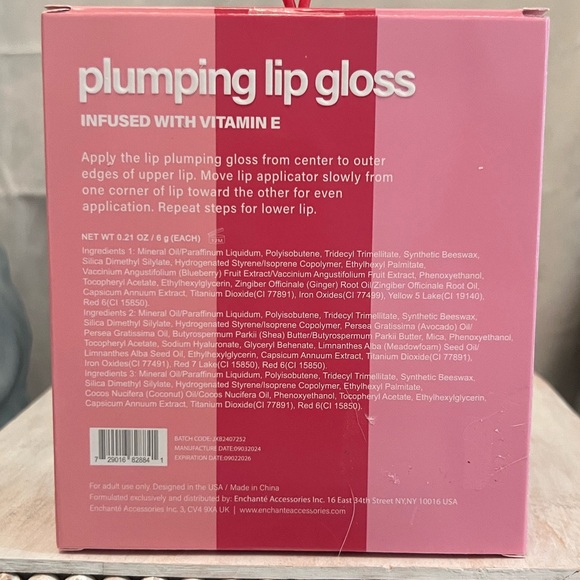 plumping lip gloss
INFUSED WITH VITAMIN E
Apply the lip plumping gloss from center to outer
edges of upper lip. Move lip applicator slowly from
one corner of lip toward the other for even
application. Repeat steps for lower lip.
NET WT 0.21 OZ / 6 g (EACH) 12M
Ingredients 1: Mineral Oil/Paraffinum Liquidum, Polyisobutene, Tridecyl Trimellitate, Synthetic Beeswax,
Silica Dimethyl Silylate, Hydrogenated Styrene/Isoprene Copolymer, Ethylhexyl Palmitate,
Vaccinium Angustifolium (Blueberry) Fruit Extract/Vaccinium Angustifolium Fruit Extract, Phenoxyethanol,
Tocopheryl Acetate, Ethylhexylglycerin, Zingiber Officinale (Ginger) Root Oil/Zingiber Officinale Root Oil,
Capsicum Annuum Extract, Titanium Dioxide(CI 77891), Iron Oxides(CI 77499), Yellow 5 Lake(CI 19140),
Red 6(CI 15850).
Ingredients 2: Mineral Oil/Paraffinum Liquidum, Polyisobutene, Tridecyl Trimellitate, Synthetic Beeswax,
Silica Dimethyl Silylate, Hydrogenated Styrene/Isoprene Copolymer, Persea Gratissima (Avocado) Oil/
Persea Gratissima Oil, Butyrospermum Parkii (Shea) Butter/Butyrospermum Parkii Butter, Mica, Phenoxyethanol,
Tocopheryl Acetate, Sodium Hyaluronate, Glyceryl Behenate, Limnanthes Alba (Meadowfoam) Seed Oil/
Limnanthes Alba Seed Oil, Ethylhexylglycerin, Capsicum Annuum Extract, Titanium Dioxide(CI 77891),
Iron Oxides(CI 77491), Red 7 Lake(CI 15850), Red 6(CI 15850).
Ingredients 3: Mineral Oil/Paraffinum Liquidum, Polyisobutene, Tridecyl Trimellitate, Synthetic Beeswax,
Silica Dimethyl Silylate, Hydrogenated Styrene/Isoprene Copolymer, Ethylhexyl Palmitate,
Cocos Nucifera (Coconut) Oil/Cocos Nucifera Oil, Phenoxyethanol, Tocopheryl Acetate, Ethylhexylglycerin,
Capsicum Annuum Extract, Titanium Dioxide(CI 77891), Red 6(CI 15850).
BATCH CODE: JXB2407252
MANUFACTURE DATE:09032024
EXPIRATION DATE:09022026
7 29016 82884 1
For adult use only. Designed in the USA / Made in China
Formulated exclusively and distributed by: Enchanté Accessories Inc. 16 East 34th Street NY,NY 10016 USA
Enchanté Accessories Inc. 3, CV4 9XA UK | www.enchanteaccessories.com